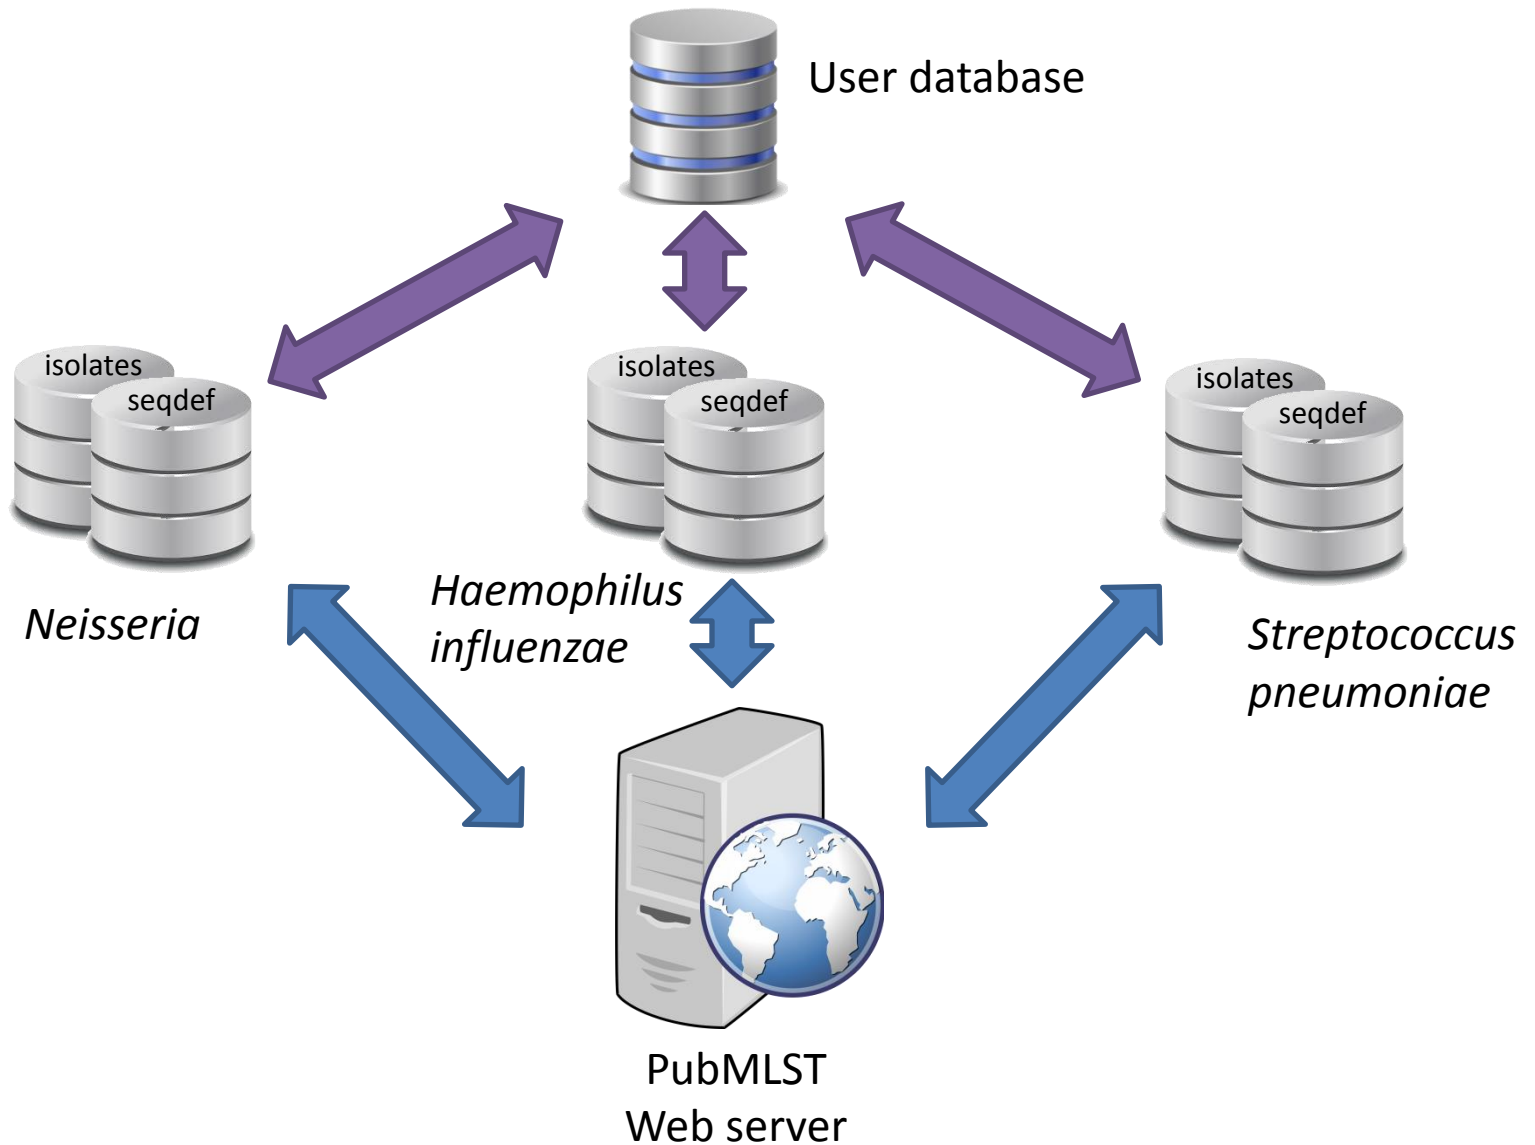 User database
isolates
seqdef
isolates
seqdef
isolates
seqdef
Neisseria
Haemophilus
influenzae
Streptococcus
pneumoniae
PubMLST
Web server